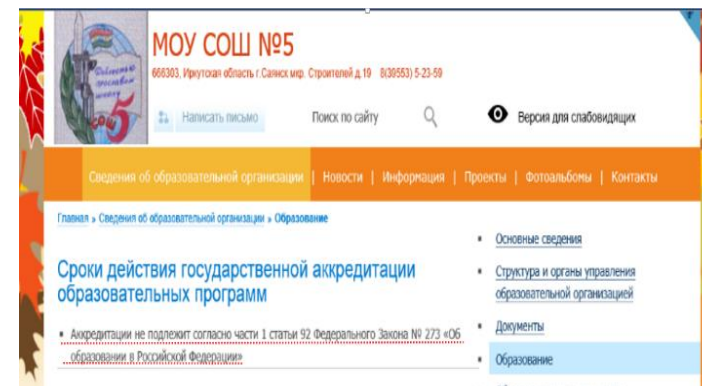 МОУ СОШ №5
666303, Иркутская область г.Саянск мкр. Строителей д.19 8(39553) 5-23-59
Написать письмо
Поиск по сайту
Версия для слабовидящих
Сведения об образовательной организации | Новости | Информация | Проекты | Фотоальбомы | Контакты
Главная » Сведения об образовательной организации » Образование
Сроки действия государственной аккредитации
образовательных программ
Аккредитации не подлежит согласно части 1 статьи 92 Федерального Закона № 273 «Об
образовании в Российской Федерации»
Основные сведения
Структура и органы управления
образовательной организацией
Документы
Образование